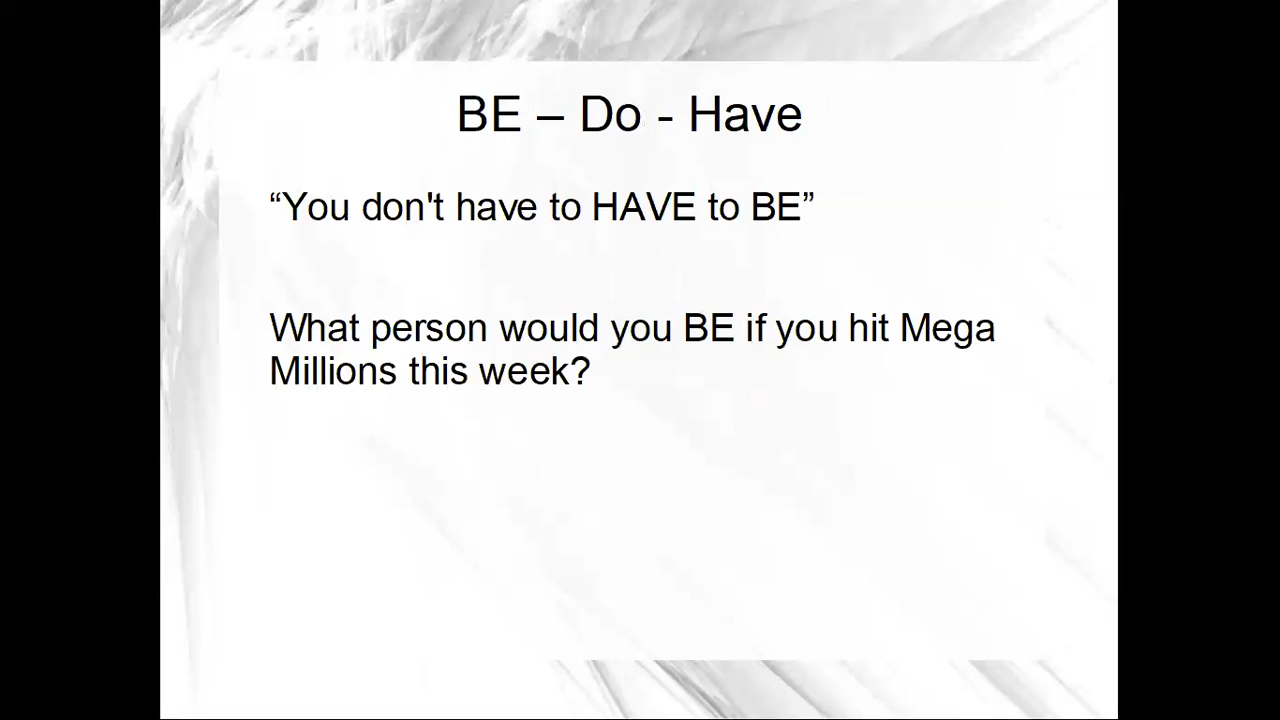 BE – Do - Have
“You don't have to HAVE to BE”
What person would you BE if you hit Mega
Millions this week?